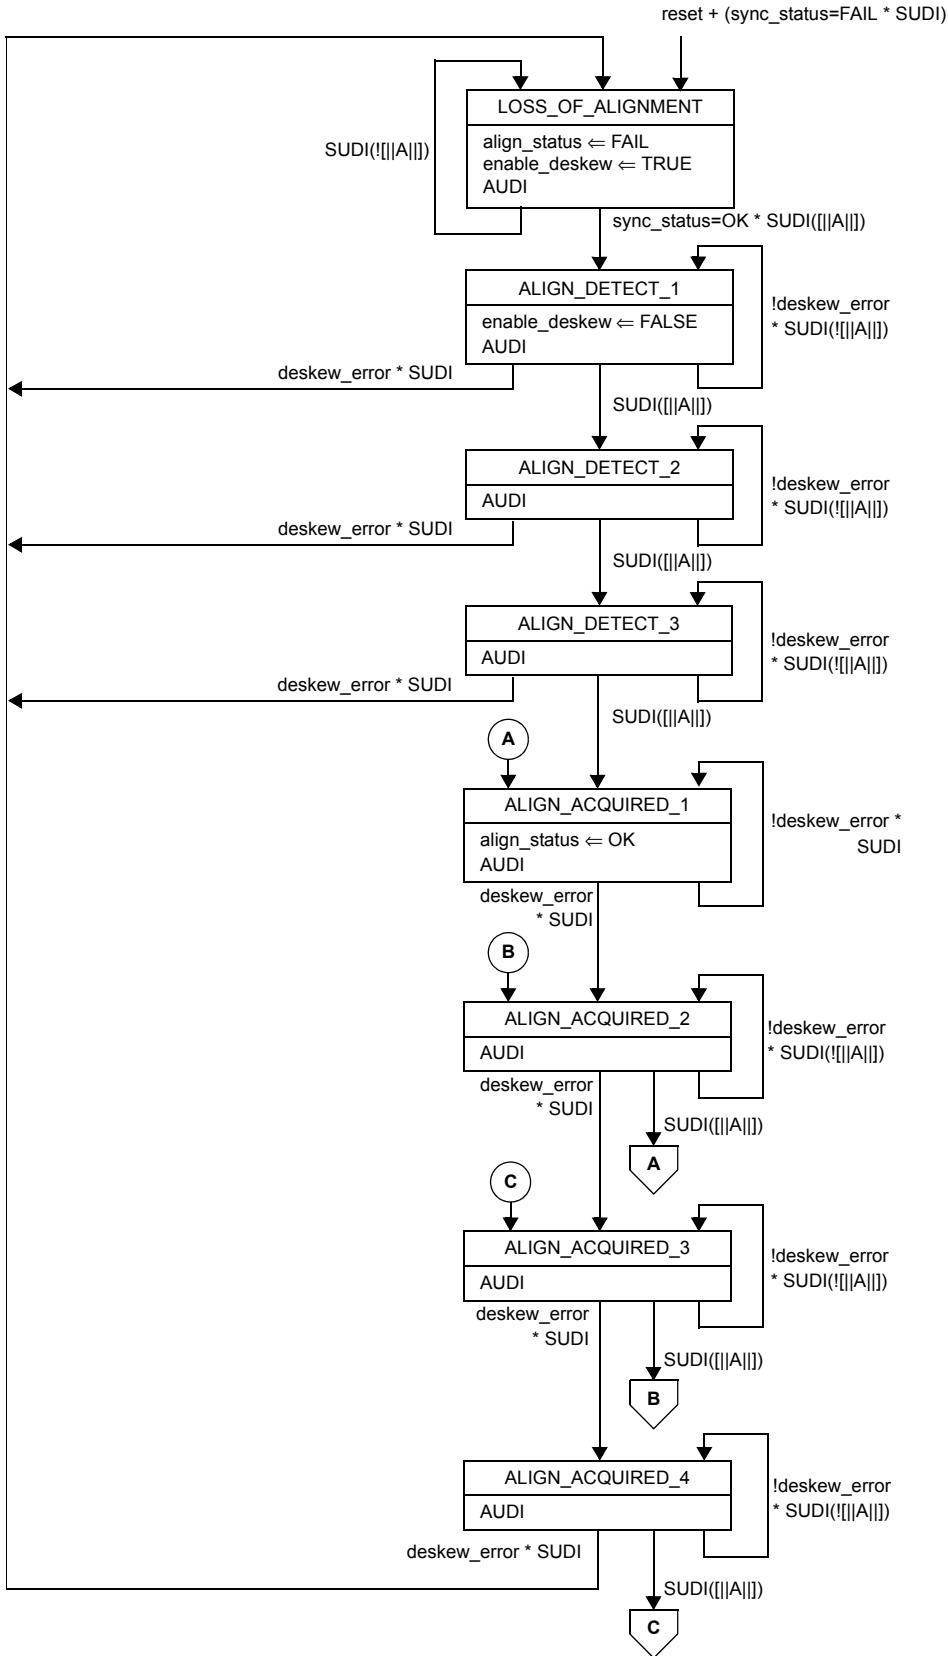 reset + (sync_status=FAIL * SUDI)
LOSS_OF_ALIGNMENT
SUDI(![||A||])
align_status ⇐ FAIL
enable_deskew ⇐ TRUE
AUDI
sync_status=OK * SUDI([||A||])
ALIGN_DETECT_1
!deskew_error
* SUDI(![||A||])
enable_deskew ⇐ FALSE
AUDI
deskew_error * SUDI
SUDI([||A||])
ALIGN_DETECT_2
!deskew_error
* SUDI(![||A||])
AUDI
deskew_error * SUDI
SUDI([||A||])
ALIGN_DETECT_3
!deskew_error
* SUDI(![||A||])
AUDI
deskew_error * SUDI
SUDI([||A||])
A
ALIGN_ACQUIRED_1
!deskew_error *
SUDI
align_status ⇐ OK
AUDI
deskew_error
* SUDI
B
ALIGN_ACQUIRED_2
!deskew_error
* SUDI(![||A||])
AUDI
deskew_error
* SUDI
SUDI([||A||])
A
C
ALIGN_ACQUIRED_3
!deskew_error
* SUDI(![||A||])
AUDI
deskew_error
* SUDI
SUDI([||A||])
B
ALIGN_ACQUIRED_4
!deskew_error
* SUDI(![||A||])
AUDI
deskew_error * SUDI
SUDI([||A||])
C